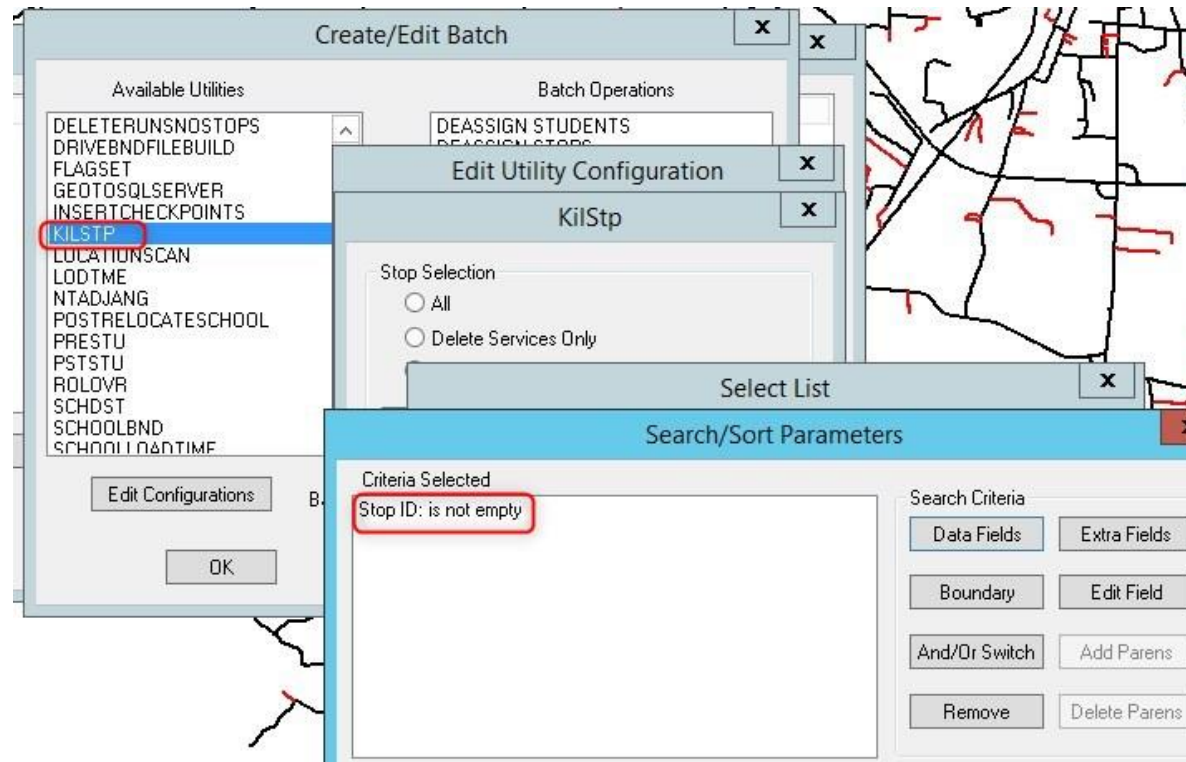 Create/Edit Batch
x
x
Available Utilities
Batch Operations
DELETERUNSNOSTOPS
DRIVEBNDFILEBUILD
FLAGSET
GEOTOSQLSERVER
INSERTCHECKPOINTS
KILSTP
LOCATIONSCAN
LODTME
NTADJANG
POSTRELOCATESCHOOL
PRESTU
PSTSTU
ROLOVR
SCHDST
SCHOOLBND
SCHOOLLOADTIME
DEASSIGN STUDENTS
DEASSIGN STOPS
Edit Configurations
OK
Edit Utility Configuration
x
KilStp
x
Stop Selection
All
Delete Services Only
Select List
x
Search/Sort Parameters
Criteria Selected
Stop ID: is not empty
Search Criteria
Data Fields
Extra Fields
Boundary
Edit Field
And/Or Switch
Add Parens
Remove
Delete Parens